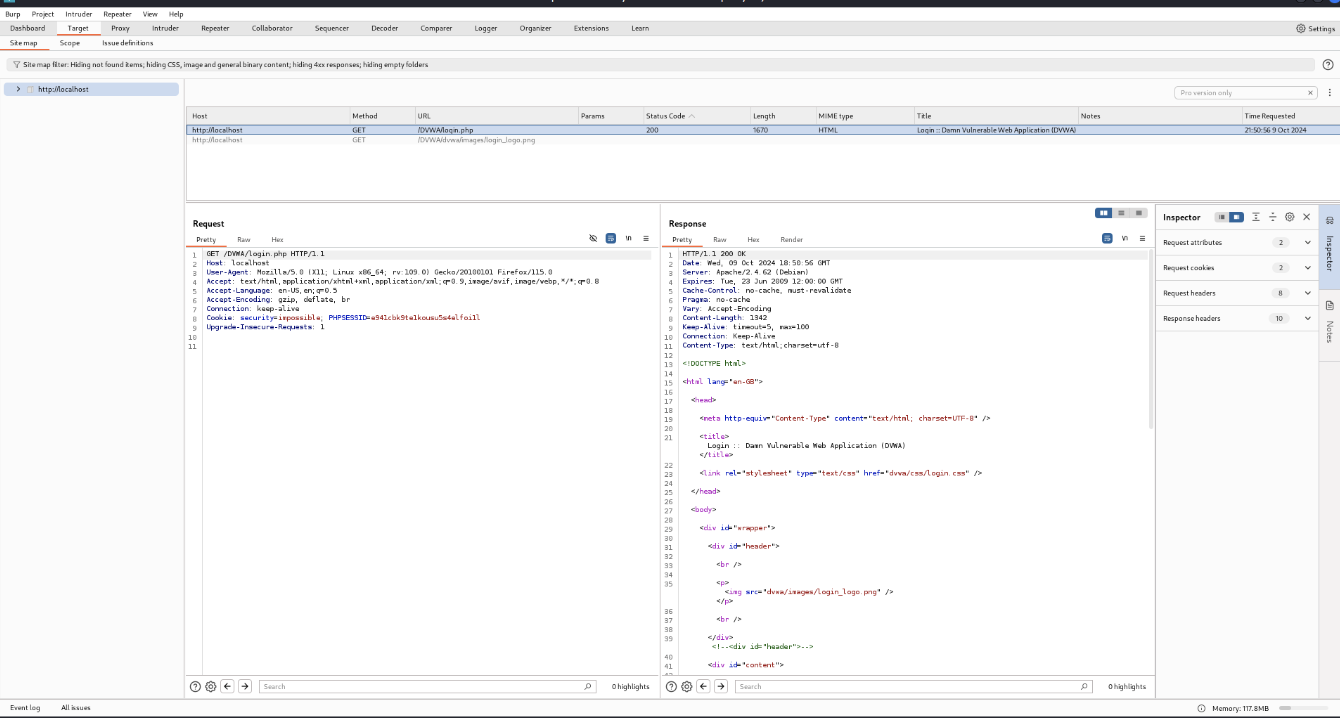 Burp Project Intruder Repeater View Help
Dashboard Target Proxy Intruder Repeater Collaborator Sequencer Decoder Comparer Logger Organizer Extensions Learn Settings
Site map Scope Issue definitions
Site map filter: Hiding not found items; hiding CSS, image and general binary content; hiding 4xx responses; hiding empty folders
http://localhost
Pro version only
Host Method URL Params Status Code Length MIME type Title Notes Time Requested
http://localhost GET /DVWA/login.php 200 1670 HTML Login :: Damn Vulnerable Web Application (DVWA) 21:50:56 9 Oct 2024
http://localhost GET /DVWA/dvwa/images/login_logo.png
Request
Pretty Raw Hex
1 GET /DVWA/login.php HTTP/1.1
2 Host: localhost
3 User-Agent: Mozilla/5.0 (X11; Linux x86_64; rv:109.0) Gecko/20100101 Firefox/115.0
4 Accept: text/html,application/xhtml+xml,application/xml;q=0.9,image/avif,image/webp,*/*;q=0.8
5 Accept-Language: en-US,en;q=0.5
6 Accept-Encoding: gzip, deflate, br
7 Connection: keep-alive
8 Cookie: security=impossible; PHPSESSID=e941cbk9te1kousu5s4elfoi1l
9 Upgrade-Insecure-Requests: 1
10
11
Search 0 highlights
Response
Pretty Raw Hex Render
1 HTTP/1.1 200 OK
2 Date: Wed, 09 Oct 2024 18:50:56 GMT
3 Server: Apache/2.4.62 (Debian)
4 Expires: Tue, 23 Jun 2009 12:00:00 GMT
5 Cache-Control: no-cache, must-revalidate
6 Pragma: no-cache
7 Vary: Accept-Encoding
8 Content-Length: 1342
9 Keep-Alive: timeout=5, max=100
10 Connection: Keep-Alive
11 Content-Type: text/html;charset=utf-8
12
13 <!DOCTYPE html>
14
15 <html lang="en-GB">
16
17 <head>
18
19 <meta http-equiv="Content-Type" content="text/html; charset=UTF-8" />
20
21 <title>
Login :: Damn Vulnerable Web Application (DVWA)
</title>
22
23 <link rel="stylesheet" type="text/css" href="dvwa/css/login.css" />
24
25 </head>
26
27 <body>
28
29 <div id="wrapper">
30
31 <div id="header">
32
33 <br />
34
35 <p>
<img src="dvwa/images/login_logo.png" />
</p>
36
37 <br />
38
39 </div>
<!--<div id="header">-->
40
41 <div id="content">
Search 0 highlights
Inspector
Request attributes 2
Request cookies 2
Request headers 8
Response headers 10
Inspector
Notes
Event log All issues Memory: 117.8MB